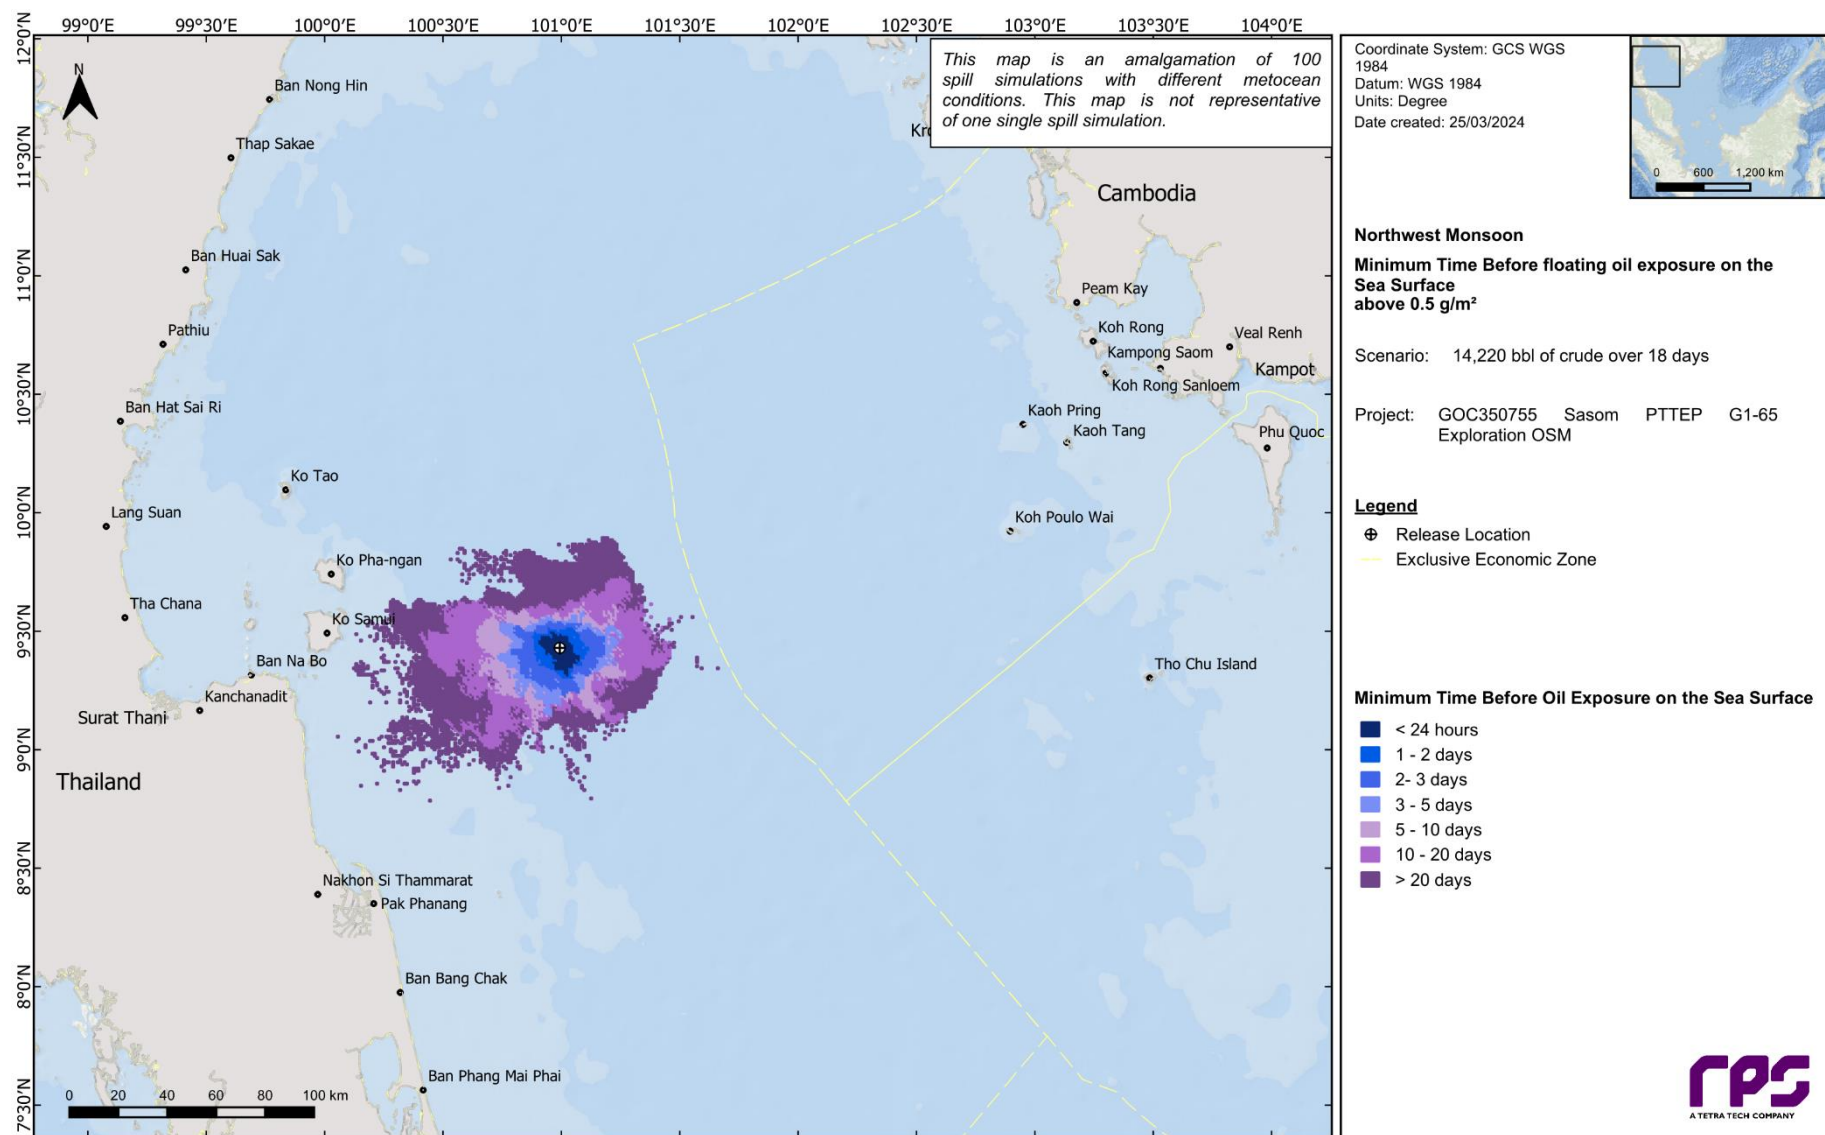 99°0′E 99°30′E 100°0′E 100°30′E 101°0′E 101°30′E 102°0′E 102°30′E 103°0′E 103°30′E 104°0′E
12°0′N
11°30′N
11°0′N
10°30′N
10°0′N
9°30′N
9°0′N
8°30′N
8°0′N
7°30′N
N
This map is an amalgamation of 100
spill simulations with different metocean
conditions. This map is not representative
of one single spill simulation.
Ban Nong Hin
Thap Sakae
Cambodia
Ban Huai Sak
Peam Kay
Pathiu
Koh Rong
Veal Renh
Kampong Saom
Kampot
Koh Rong Sanloem
Ban Hat Sai Ri
Kaoh Pring
Kaoh Tang
Phu Quoc
Ko Tao
Lang Suan
Koh Poulo Wai
Ko Pha-ngan
Tha Chana
Ko Samui
Ban Na Bo
Tho Chu Island
Kanchanadit
Surat Thani
Thailand
Nakhon Si Thammarat
Pak Phanang
Ban Bang Chak
Ban Phang Mai Phai
0 20 40 60 80 100 km
Coordinate System: GCS WGS
1984
Datum: WGS 1984
Units: Degree
Date created: 25/03/2024
0 600 1,200 km
Northwest Monsoon
Minimum Time Before floating oil exposure on the
Sea Surface
above 0.5 g/m²
Scenario: 14,220 bbl of crude over 18 days
Project: GOC350755 Sasom PTTEP G1-65
Exploration OSM
Legend
Release Location
Exclusive Economic Zone
Minimum Time Before Oil Exposure on the Sea Surface
< 24 hours
1 - 2 days
2- 3 days
3 - 5 days
5 - 10 days
10 - 20 days
> 20 days
rps
A TETRA TECH COMPANY